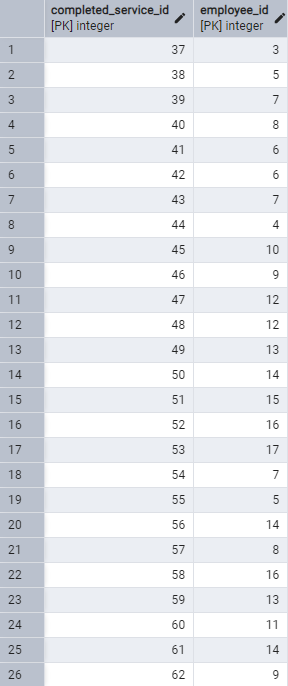 completed_service_id employee_id
[PK] integer [PK] integer
1 37 3
2 38 5
3 39 7
4 40 8
5 41 6
6 42 6
7 43 7
8 44 4
9 45 10
10 46 9
11 47 12
12 48 12
13 49 13
14 50 14
15 51 15
16 52 16
17 53 17
18 54 7
19 55 5
20 56 14
21 57 8
22 58 16
23 59 13
24 60 11
25 61 14
26 62 9